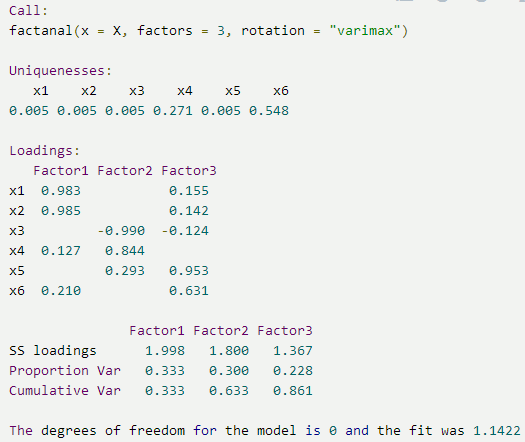 Call:
factanal(x = X, factors = 3, rotation = "varimax")
Uniquenesses:
x1 x2 x3 x4 x5 x6
0.005 0.005 0.005 0.271 0.005 0.548
Loadings:
Factor1 Factor2 Factor3
x1 0.983 0.155
x2 0.985 0.142
x3 -0.990 -0.124
x4 0.127 0.844
x5 0.293 0.953
x6 0.210 0.631
Factor1 Factor2 Factor3
SS loadings 1.998 1.800 1.367
Proportion Var 0.333 0.300 0.228
Cumulative Var 0.333 0.633 0.861
The degrees of freedom for the model is 0 and the fit was 1.1422